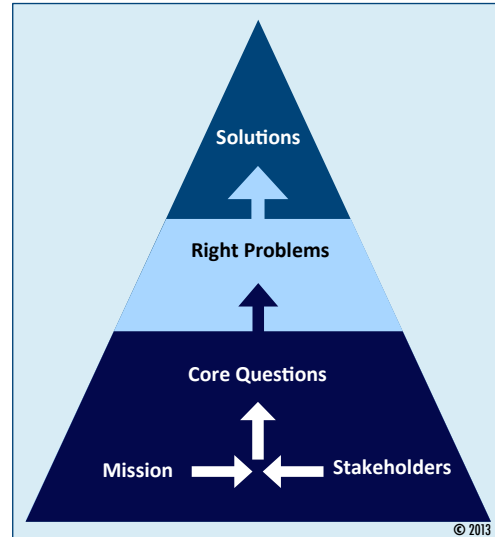 Solutions
Right Problems
Core Questions
Mission
Stakeholders
© 2013